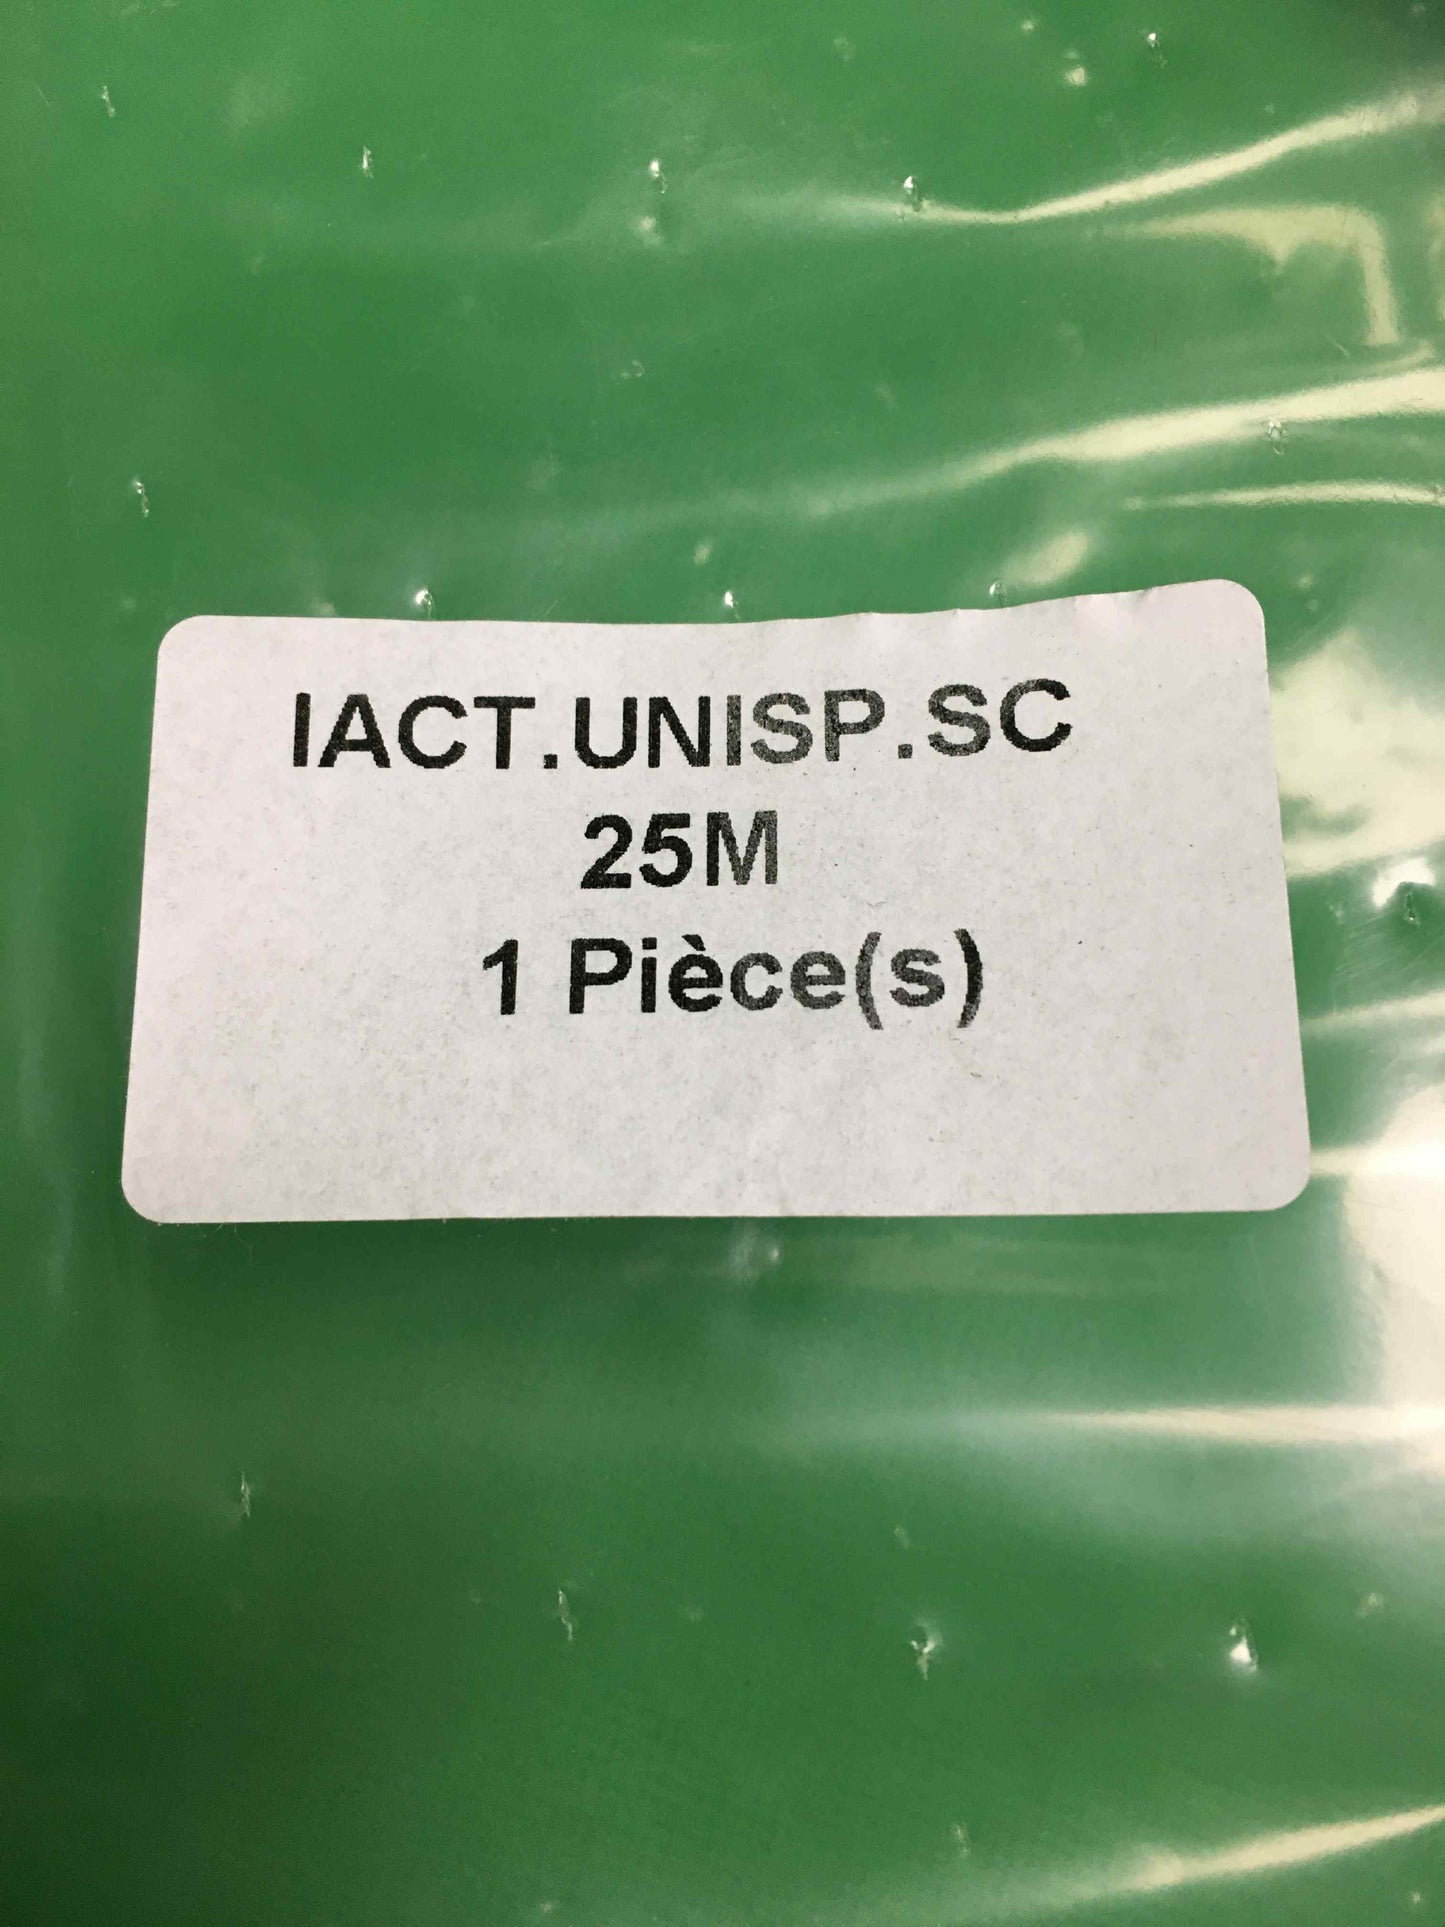 IACT.UNISP.SC
25M
1 Pièce(s)